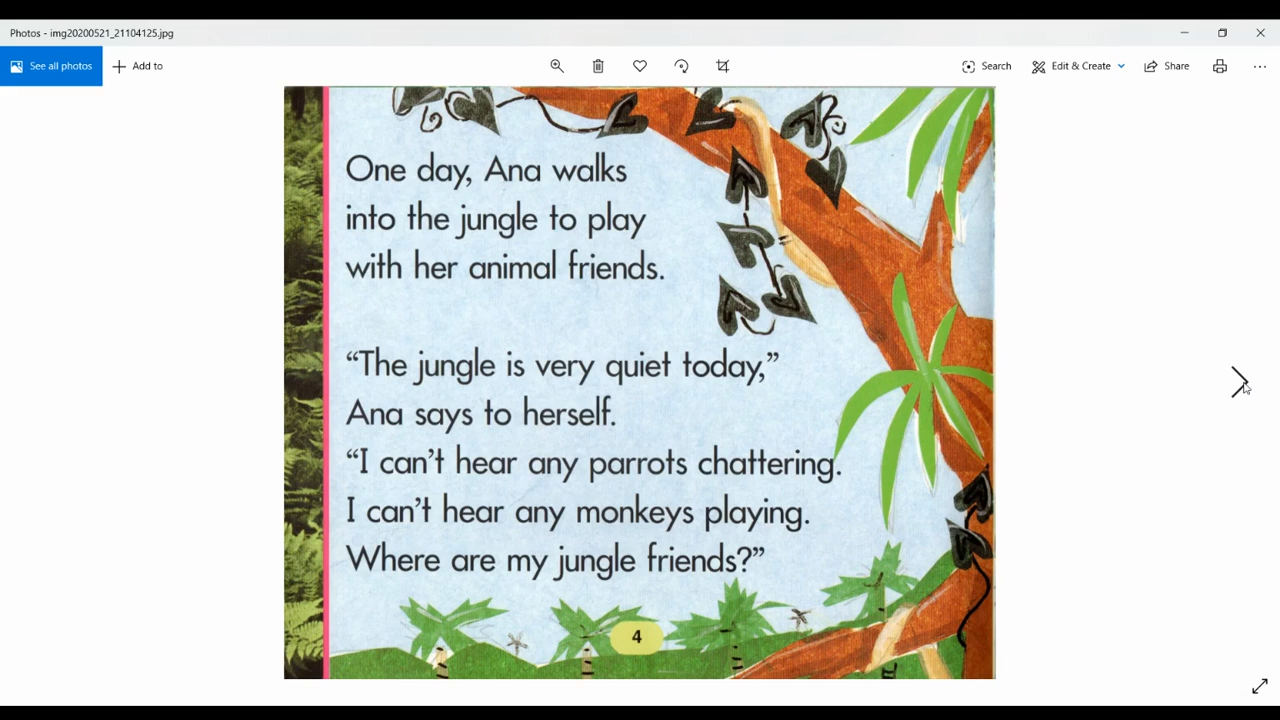 Photos - img20200521_21104125.jpg
See all photos
Add to
Search
Edit & Create
Share
One day, Ana walks
into the jungle to play
with her animal friends.
“The jungle is very quiet today,”
Ana says to herself.
“I can’t hear any parrots chattering.
I can’t hear any monkeys playing.
Where are my jungle friends?”
4